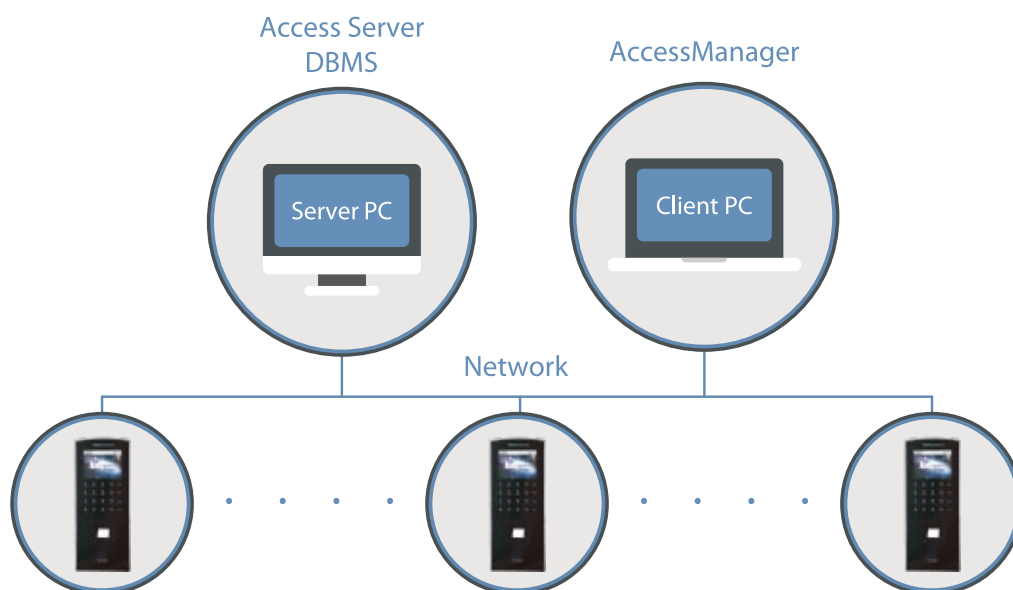 Access Server
DBMS
AccessManager
Server PC
Client PC
Network